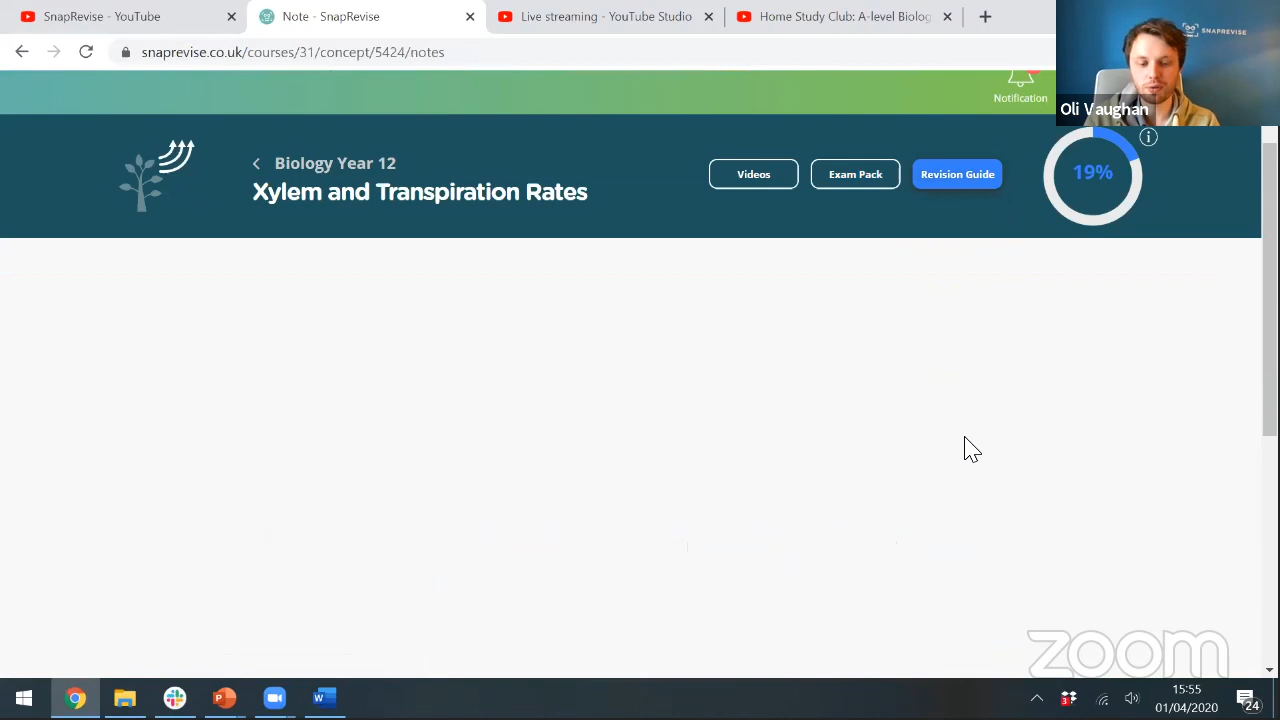 SnapRevise - YouTube
Note - SnapRevise
Live streaming - YouTube Studio
Home Study Club: A-level Biolog
snaprevise.co.uk/courses/31/concept/5424/notes
SNAPREVISE
Notification
Oli Vaughan
Biology Year 12
Xylem and Transpiration Rates
Videos
Exam Pack
Revision Guide
19%
zoom
15:55
01/04/2020
3
24